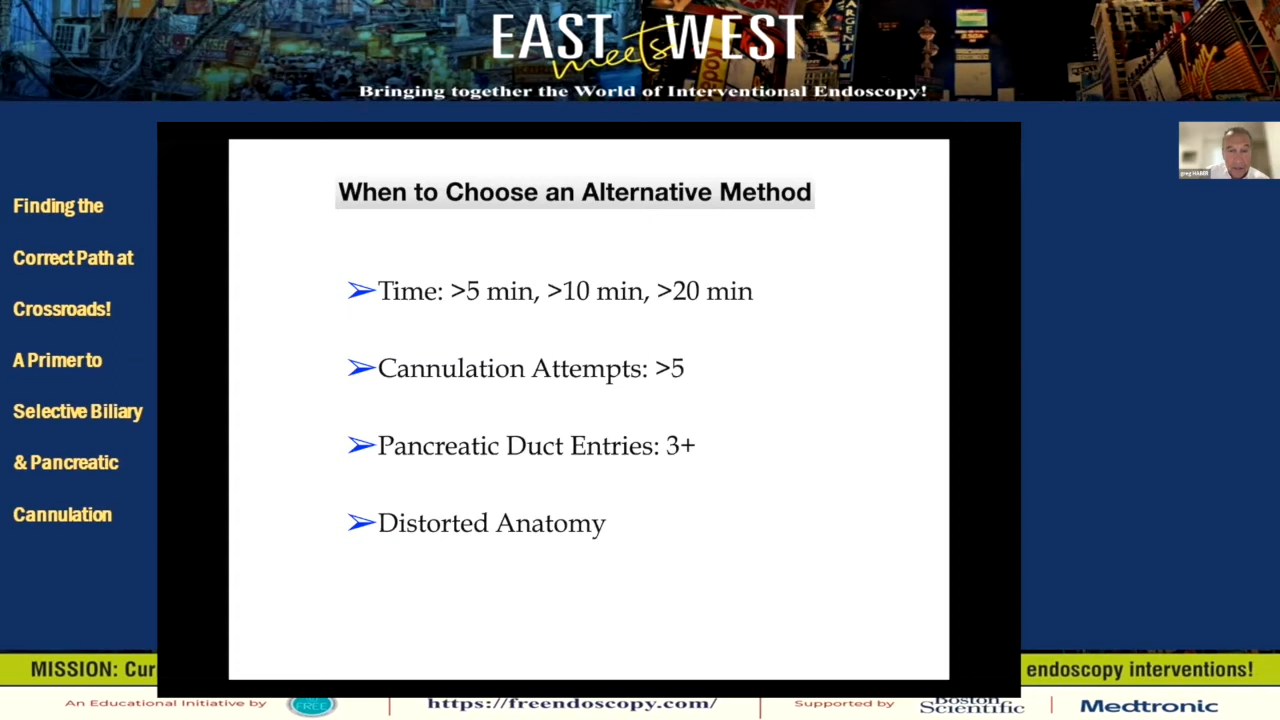 EAST meets WEST
Bringing together the World of Interventional Endoscopy!
Finding the
Correct Path at
Crossroads!
A Primer to
Selective Biliary
& Pancreatic
Cannulation
When to Choose an Alternative Method
➢Time: >5 min, >10 min, >20 min
➢Cannulation Attempts: >5
➢Pancreatic Duct Entries: 3+
➢Distorted Anatomy
greg HABER
MISSION: Cur
endoscopy interventions!
An Educational Initiative by
FREE
https://freendoscopy.com/
Supported by
Boston
Scientific
Medtronic